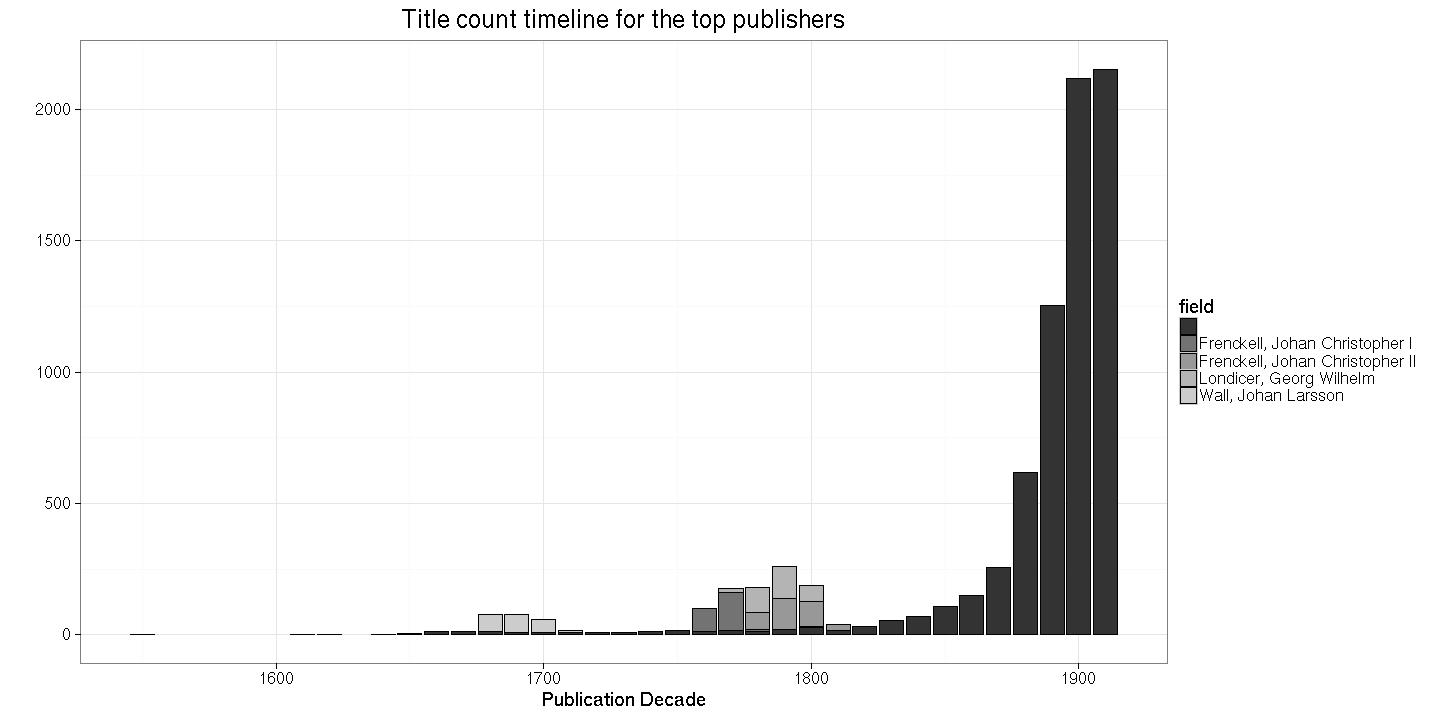 Title count timeline for the top publishers
2000
1500
1000
500
0
1600
1700
1800
1900
Publication Decade
field
Frenckell, Johan Christopher I
Frenckell, Johan Christopher II
Londicer, Georg Wilhelm
Wall, Johan Larsson